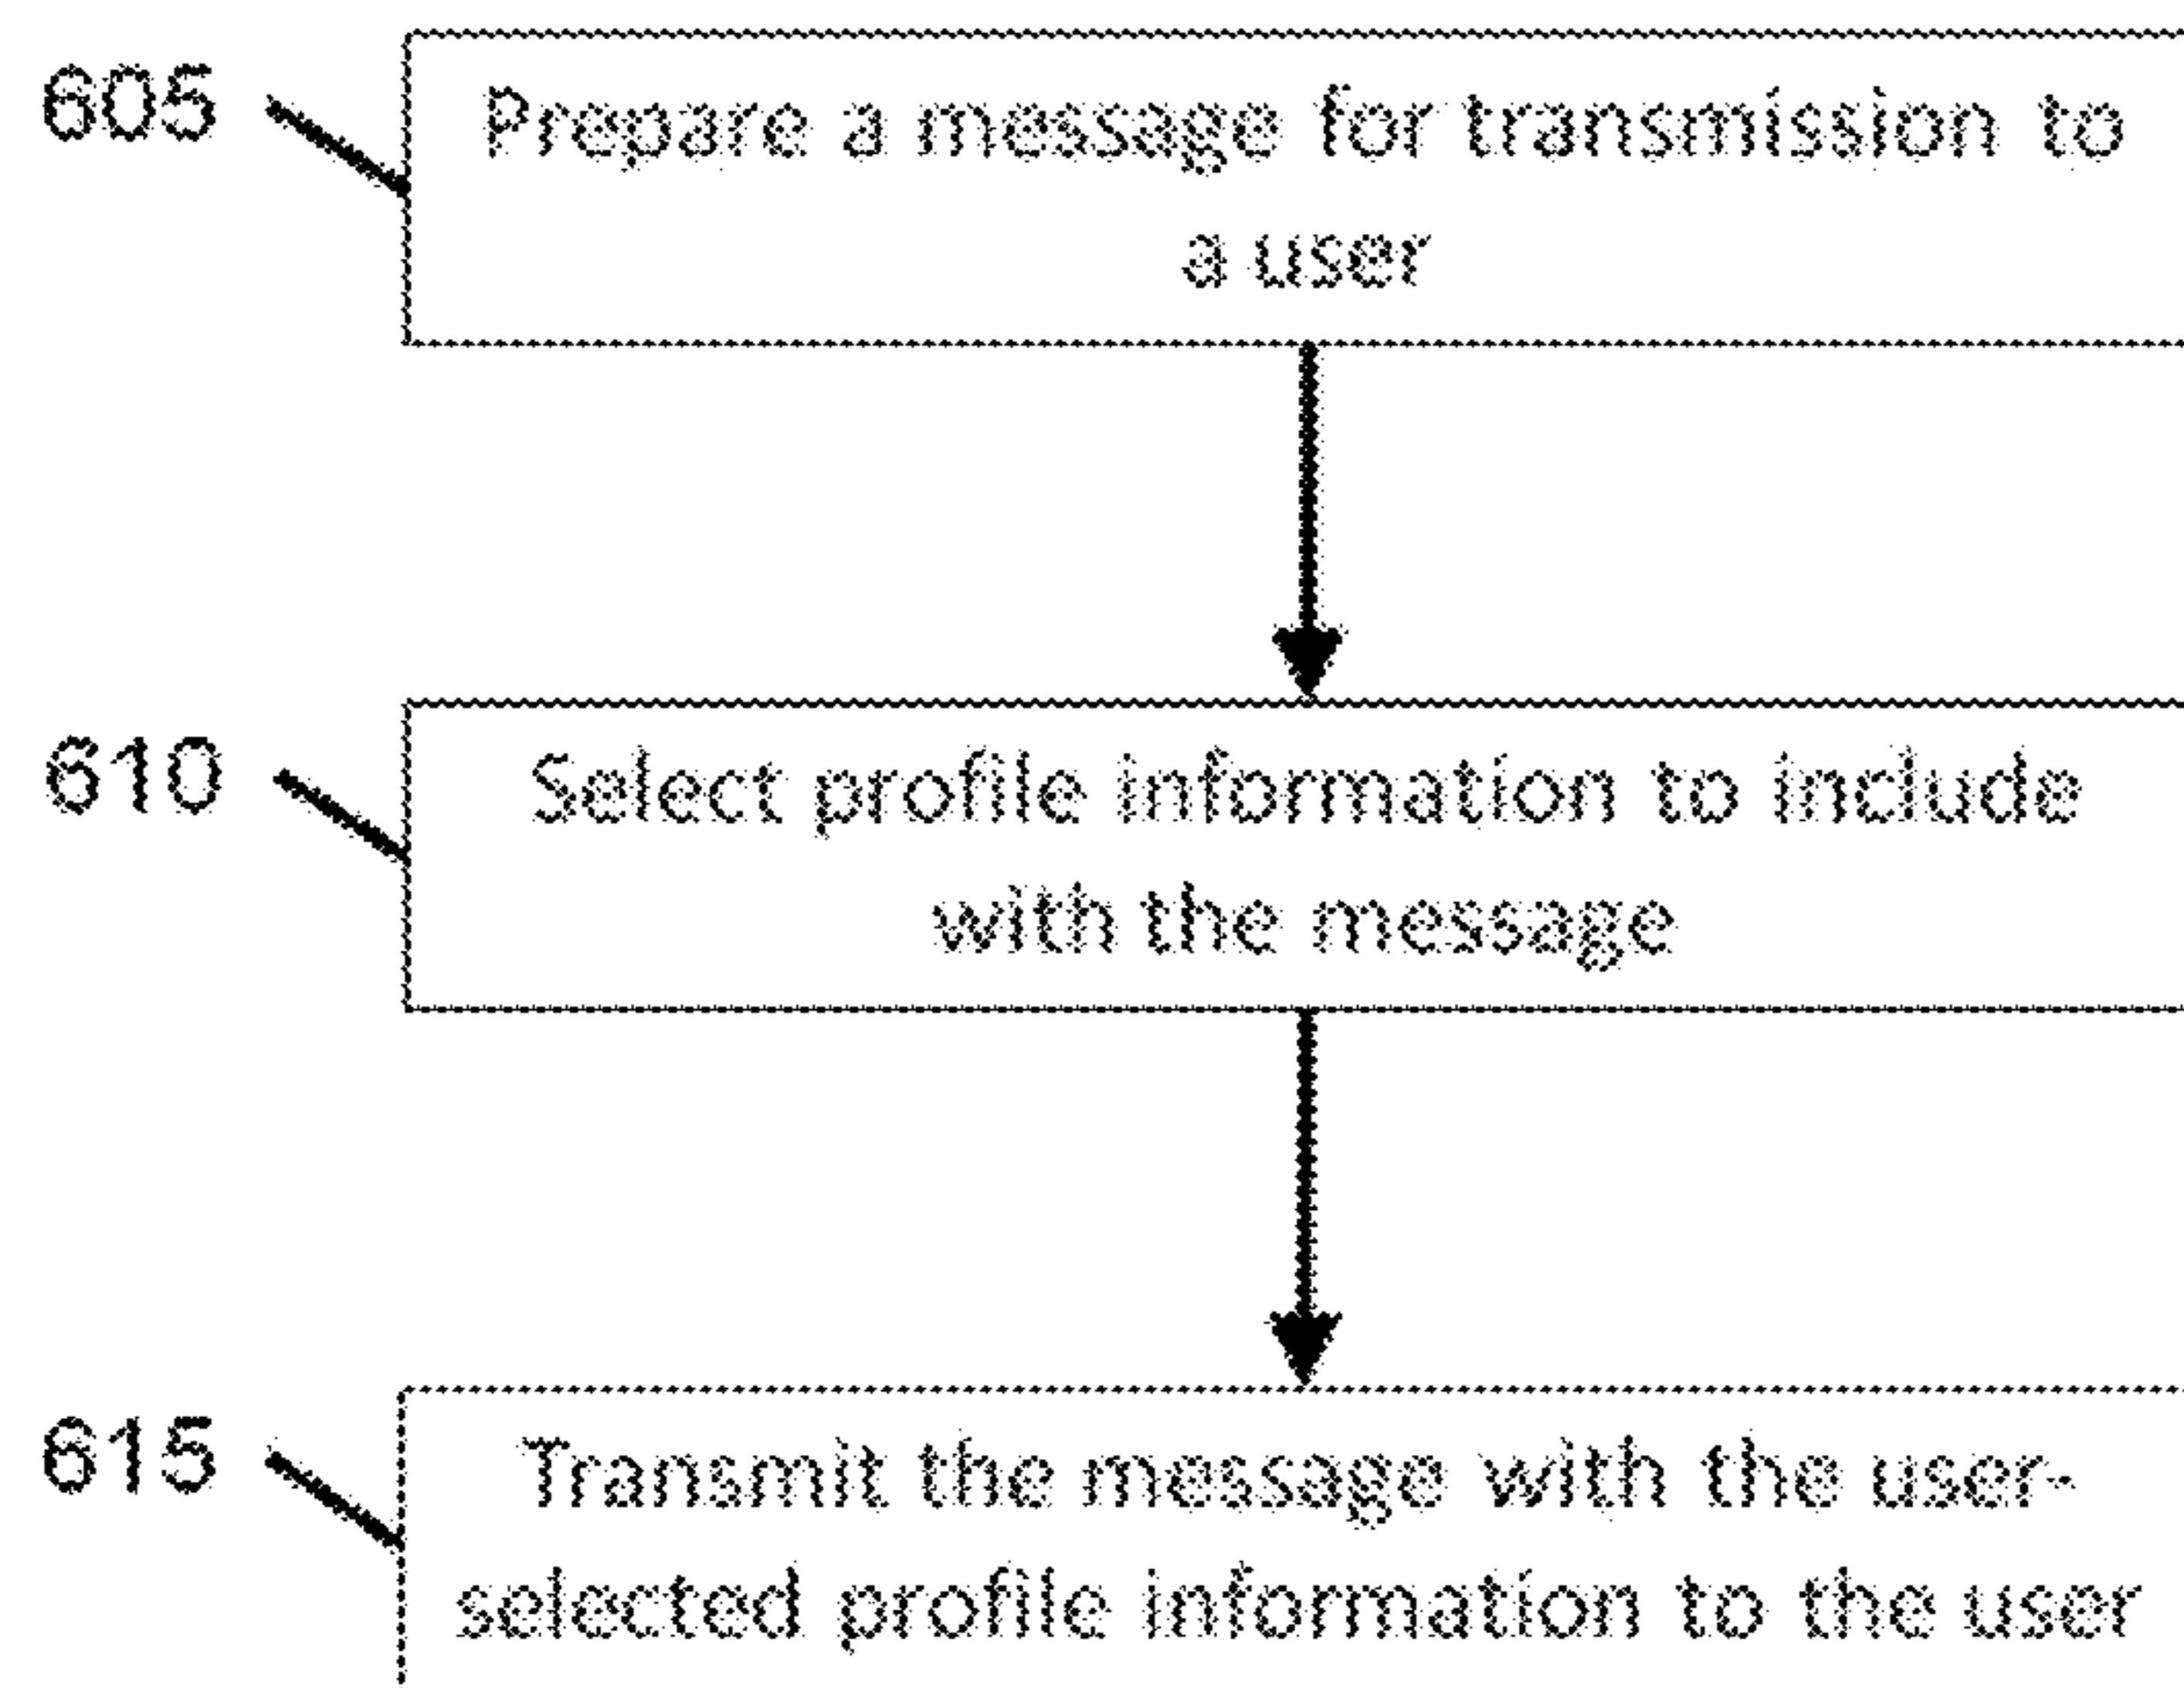 605
Prepare a message for transmission to
a user
610
Select profile information to include
with the message
615
Transmit the message with the user-
selected profile information to the user